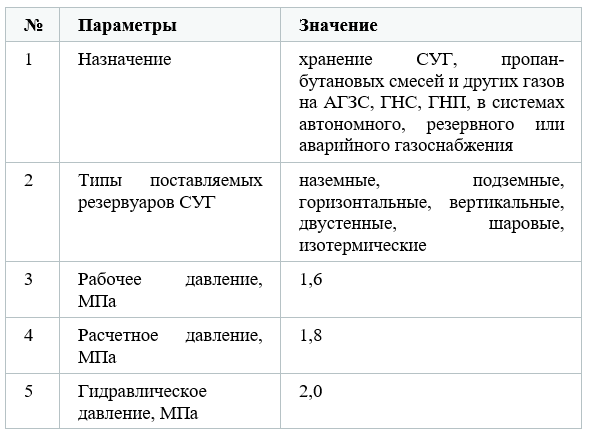 № Параметры Значение
1 Назначение хранение СУГ, пропан-
бутановых смесей и других газов
на АГЗС, ГНС, ГНП, в системах
автономного, резервного или
аварийного газоснабжения
2 Типы поставляемых наземные, подземные,
резервуаров СУГ горизонтальные, вертикальные,
двустенные, шаровые,
изотермические
3 Рабочее давление, 1,6
МПа
4 Расчетное давление, 1,8
МПа
5 Гидравлическое 2,0
давление, МПа